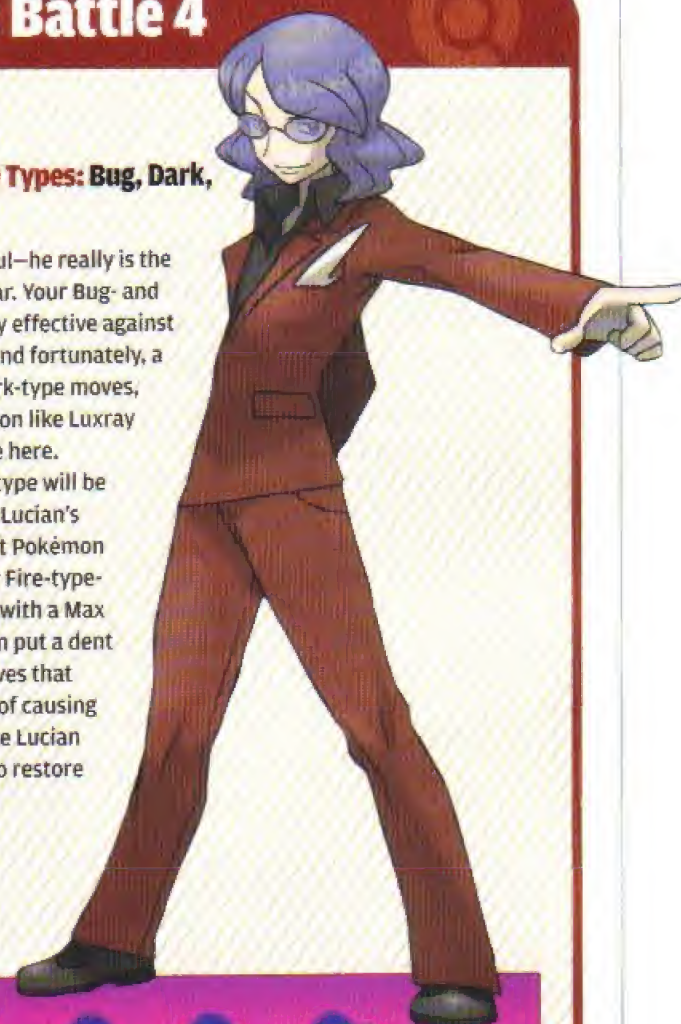 Battle 4
Types: Bug, Dark,
ul—he really is the
ar. Your Bug- and
y effective against
nd fortunately, a
rk-type moves,
on like Luxray
e here.
type will be
Lucian's
t Pokémon
Fire-type-
with a Max
n put a dent
ves that
of causing
e Lucian
o restore